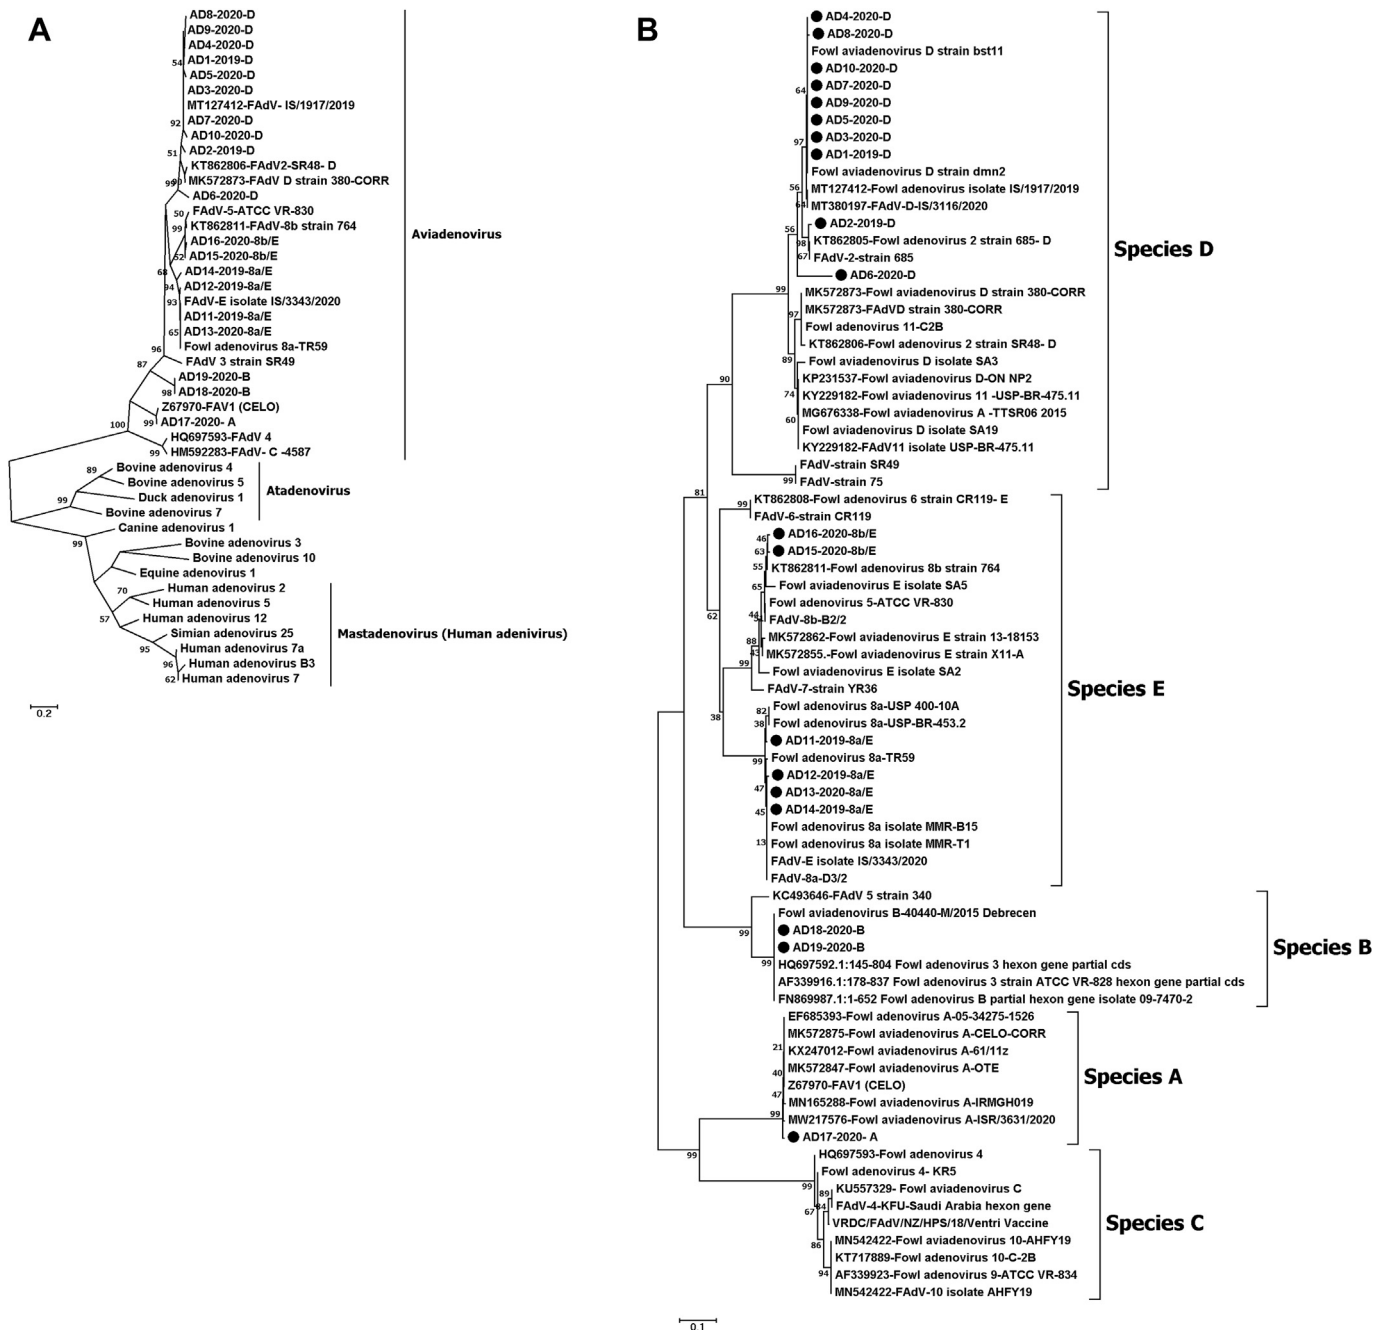 A
AD8-2020-D
AD9-2020-D
AD4-2020-D
AD1-2019-D
54
AD5-2020-D
AD3-2020-D
MT127412-FAdV- IS/1917/2019
AD7-2020-D
92
AD10-2020-D
AD2-2019-D
51
KT862806-FAdV2-SR48- D
MK572873-FAdV D strain 380-CORR
99
AD6-2020-D
FAdV-5-ATCC VR-830
50
KT862811-FAdV-8b strain 764
99
AD16-2020-8b/E
AD15-2020-8b/E
52
AD14-2019-8a/E
68
AD12-2019-8a/E
94
FAdV-E isolate IS/3343/2020
93
AD11-2019-8a/E
AD13-2020-8a/E
65
Fowl adenovirus 8a-TR59
96
FAdV 3 strain SR49
87
AD19-2020-B
AD18-2020-B
98
Z67970-FAV1 (CELO)
AD17-2020- A
99
100
HQ697593-FAdV 4
HM592283-FAdV- C -4587
99
Aviadenovirus
Bovine adenovirus 4
89
Bovine adenovirus 5
Duck adenovirus 1
99
Bovine adenovirus 7
Atadenovirus
Canine adenovirus 1
99
Bovine adenovirus 3
Bovine adenovirus 10
Equine adenovirus 1
Human adenovirus 2
70
Human adenovirus 5
57
Human adenovirus 12
Simian adenovirus 25
95
Human adenovirus 7a
96
Human adenovirus B3
62
Human adenovirus 7
Mastadenovirus (Human adenivirus)
0.2
B
AD4-2020-D
AD8-2020-D
Fowl aviadenovirus D strain bst11
AD10-2020-D
AD7-2020-D
64
AD9-2020-D
AD5-2020-D
AD3-2020-D
97
AD1-2019-D
Fowl aviadenovirus D strain dmn2
56
MT127412-Fowl adenovirus isolate IS/1917/2019
64
MT380197-FAdV-D-IS/3116/2020
AD2-2019-D
56
KT862805-Fowl adenovirus 2 strain 685- D
98
FAdV-2-strain 685
67
AD6-2020-D
99
MK572873-Fowl aviadenovirus D strain 380-CORR
MK572873-FAdVD strain 380-CORR
97
Fowl adenovirus 11-C2B
KT862806-Fowl adenovirus 2 strain SR48- D
89
Fowl aviadenovirus D isolate SA3
KP231537-Fowl aviadenovirus D-ON NP2
74
KY229182-Fowl aviadenovirus 11 -USP-BR-475.11
MG676338-Fowl aviadenovirus A -TTSR06 2015
60
Fowl aviadenovirus D isolate SA19
KY229182-FAdV11 isolate USP-BR-475.11
90
FAdV-strain SR49
99
FAdV-strain 75
Species D
81
KT862808-Fowl adenovirus 6 strain CR119- E
99
FAdV-6-strain CR119
AD16-2020-8b/E
46
AD15-2020-8b/E
63
KT862811-Fowl adenovirus 8b strain 764
55
Fowl aviadenovirus E isolate SA5
65
Fowl adenovirus 5-ATCC VR-830
44
FAdV-8b-B2/2
62
MK572862-Fowl aviadenovirus E strain 13-18153
88
MK572855.-Fowl aviadenovirus E strain X11-A
43
Fowl aviadenovirus E isolate SA2
99
FAdV-7-strain YR36
38
Fowl adenovirus 8a-USP 400-10A
82
Fowl adenovirus 8a-USP-BR-453.2
38
AD11-2019-8a/E
Fowl adenovirus 8a-TR59
99
AD12-2019-8a/E
47
AD13-2020-8a/E
AD14-2019-8a/E
45
Fowl adenovirus 8a isolate MMR-B15
13
Fowl adenovirus 8a isolate MMR-T1
FAdV-E isolate IS/3343/2020
FAdV-8a-D3/2
Species E
KC493646-FAdV 5 strain 340
Fowl aviadenovirus B-40440-M/2015 Debrecen
99
AD18-2020-B
AD19-2020-B
99
HQ697592.1:145-804 Fowl adenovirus 3 hexon gene partial cds
AF339916.1:178-837 Fowl adenovirus 3 strain ATCC VR-828 hexon gene partial cds
FN869987.1:1-652 Fowl adenovirus B partial hexon gene isolate 09-7470-2
Species B
EF685393-Fowl adenovirus A-05-34275-1526
MK572875-Fowl aviadenovirus A-CELO-CORR
21
KX247012-Fowl aviadenovirus A-61/11z
40
MK572847-Fowl aviadenovirus A-OTE
Z67970-FAV1 (CELO)
47
MN165288-Fowl aviadenovirus A-IRMGH019
99
MW217576-Fowl aviadenovirus A-ISR/3631/2020
AD17-2020- A
Species A
99
HQ697593-Fowl adenovirus 4
Fowl adenovirus 4- KR5
99
KU557329- Fowl aviadenovirus C
89
FAdV-4-KFU-Saudi Arabia hexon gene
84
67
VRDC/FAdV/NZ/HPS/18/Ventri Vaccine
MN542422-Fowl aviadenovirus 10-AHFY19
86
KT717889-Fowl adenovirus 10-C-2B
AF339923-Fowl adenovirus 9-ATCC VR-834
94
MN542422-FAdV-10 isolate AHFY19
Species C
0.1